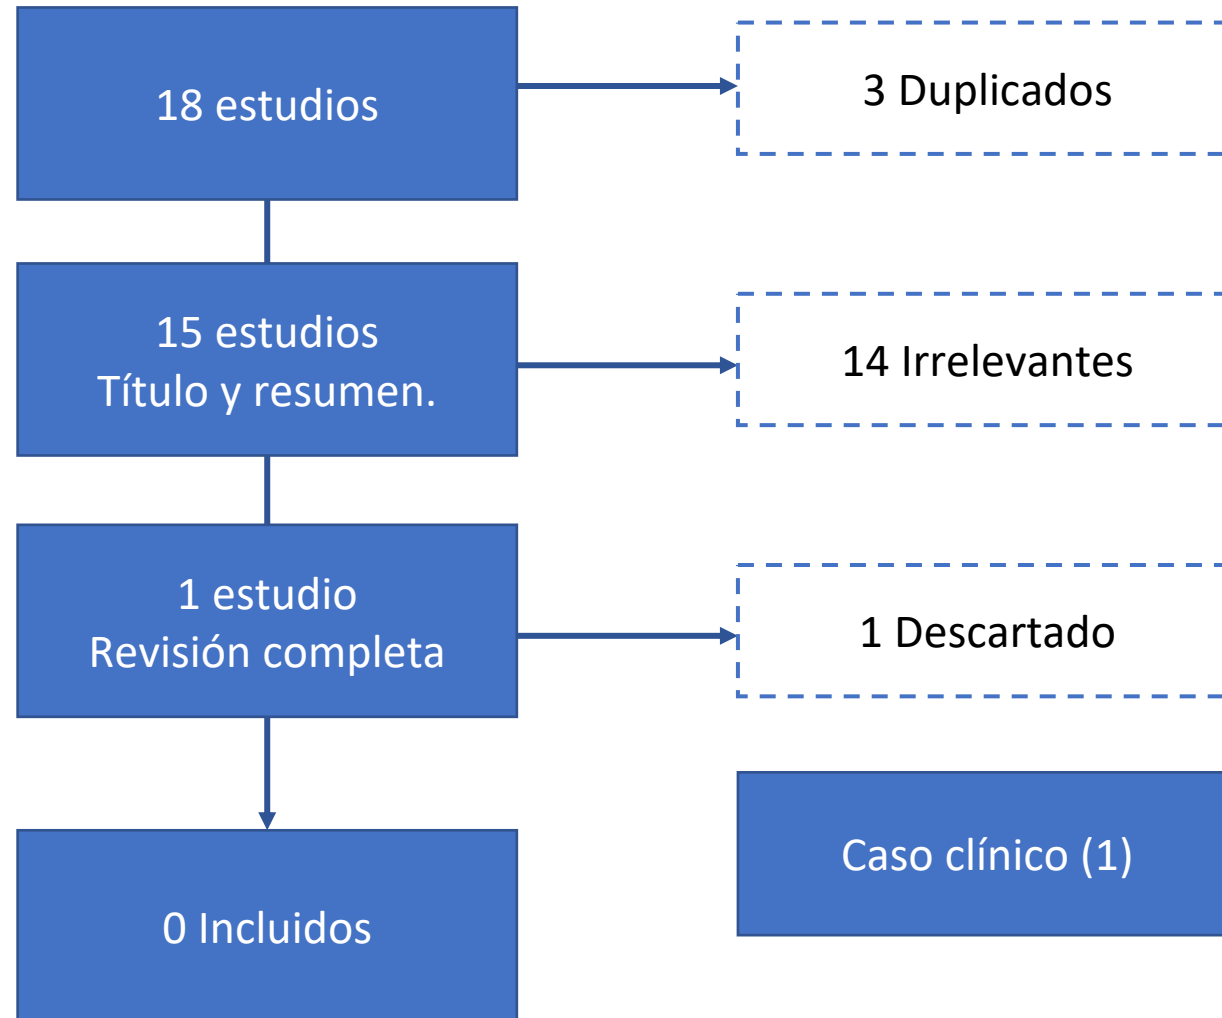 18 estudios
3 Duplicados
15 estudios
Título y resumen.
14 Irrelevantes
1 estudio
Revisión completa
1 Descartado
Caso clínico (1)
0 Incluidos